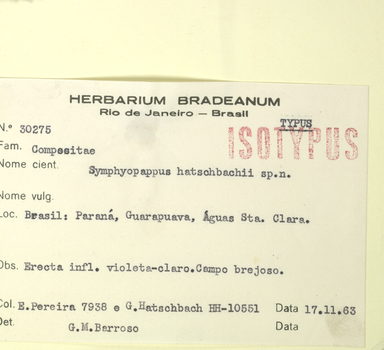 HERBARIUM BRADEANUM
Rio de Janeiro — Brasil
TYPUS
ISOTYPUS
N.º 30275
Fam. Compositae
Nome cient. Symphyopappus hatschbachii sp.n.
Nome vulg.
Loc. Brasil: Paraná, Guarapuava, Águas Sta. Clara.
Obs. Erecta infl. violeta-claro.Campo brejoso.
Col. E.Pereira 7938 e G.Hatschbach HH-10551 Data 17.11.63
Det. G.M.Barroso Data